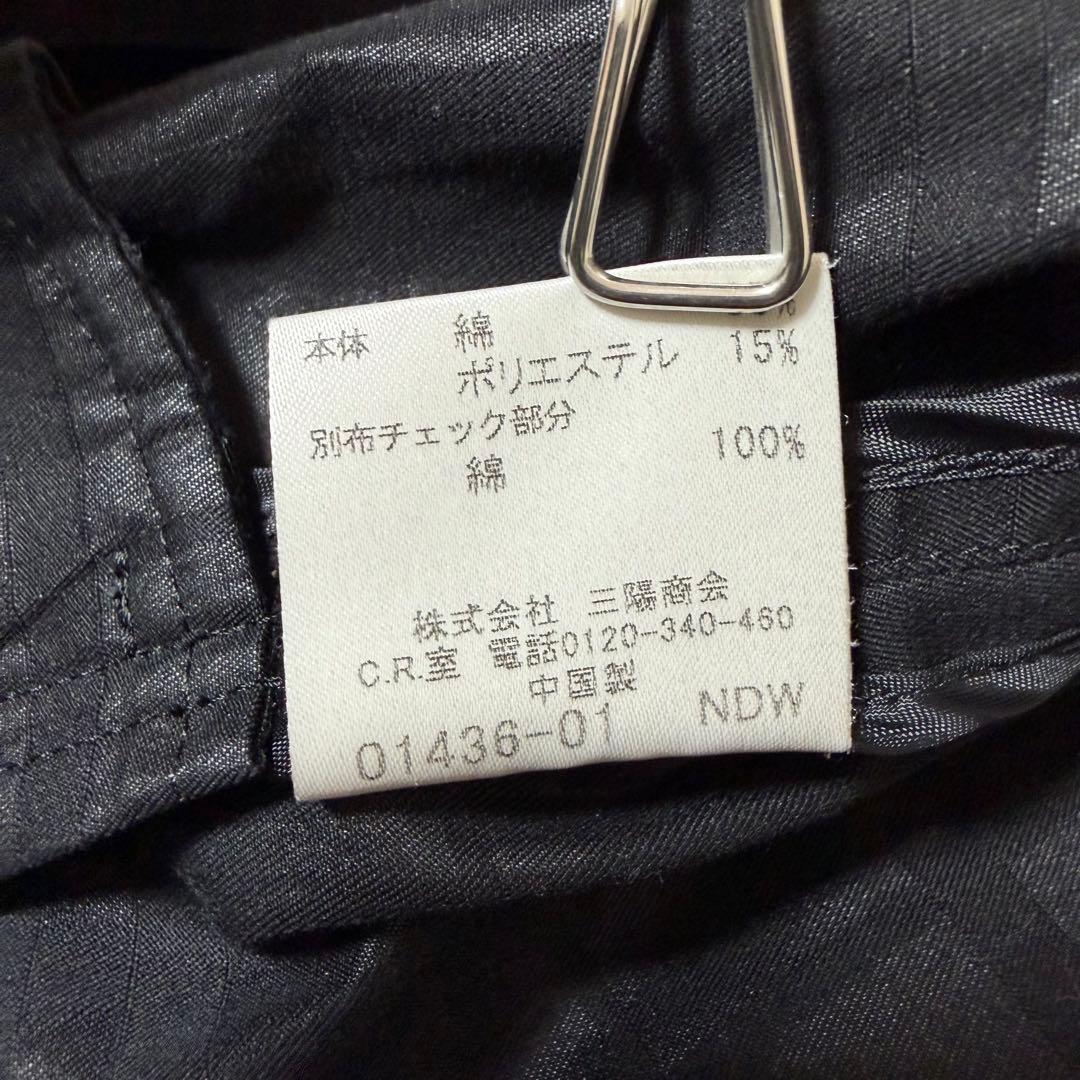 本体 綿
ポリエステル 15%
別布チェック部分
綿 100%
株式会社 三陽商会
C.R.室 電話0120-340-460
中国製
01436-01 NDW